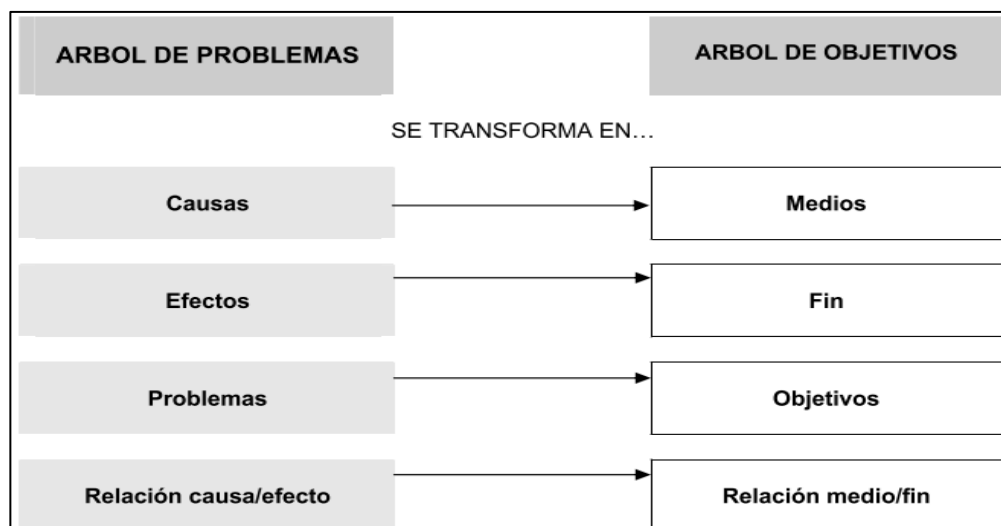 ARBOL DE PROBLEMAS
ARBOL DE OBJETIVOS
SE TRANSFORMA EN…
Causas
Medios
Efectos
Fin
Problemas
Objetivos
Relación causa/efecto
Relación medio/fin